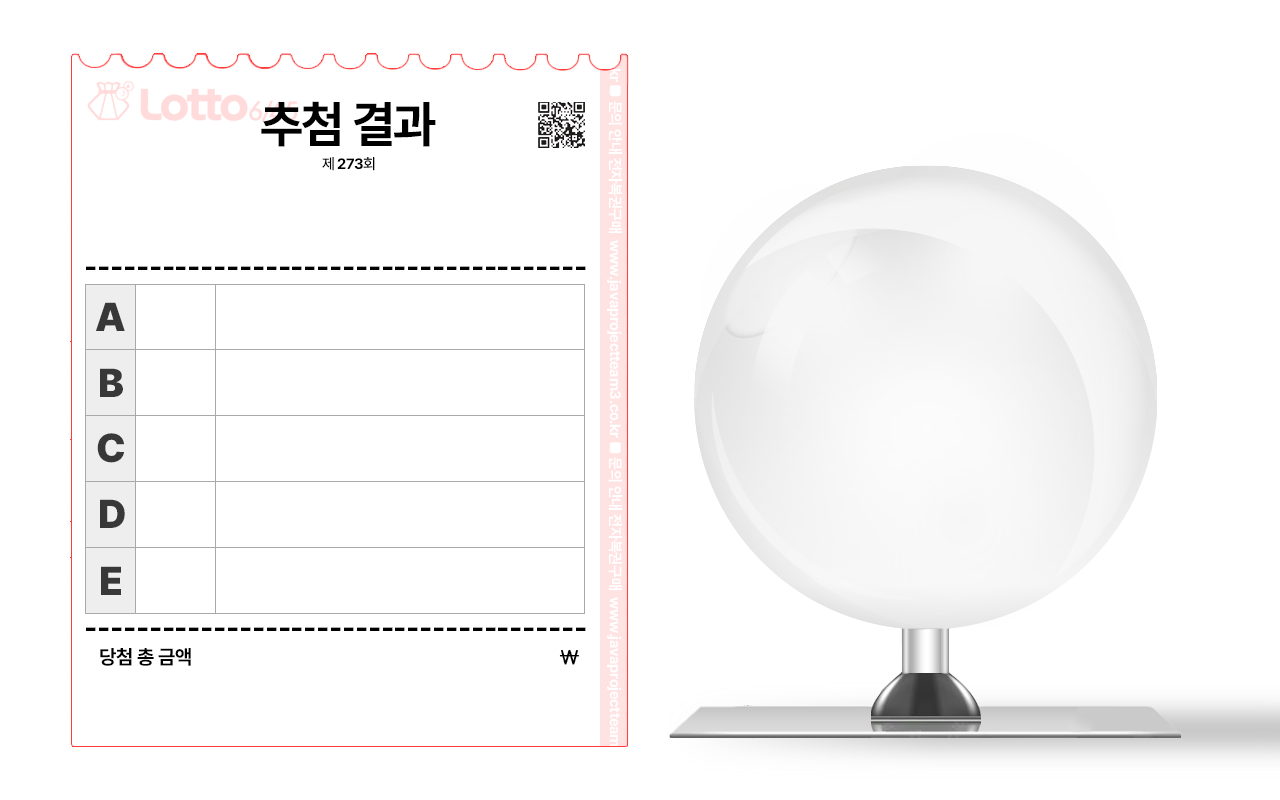 Lotto
추첨 결과
제 273회
A
B
C
D
E
당첨 총 금액 ₩
kr ■ 문의 안내 전자복권구매 www.javaprojectteam3.co.kr ■ 문의 안내 전자복권구매 www.javaprojectteam